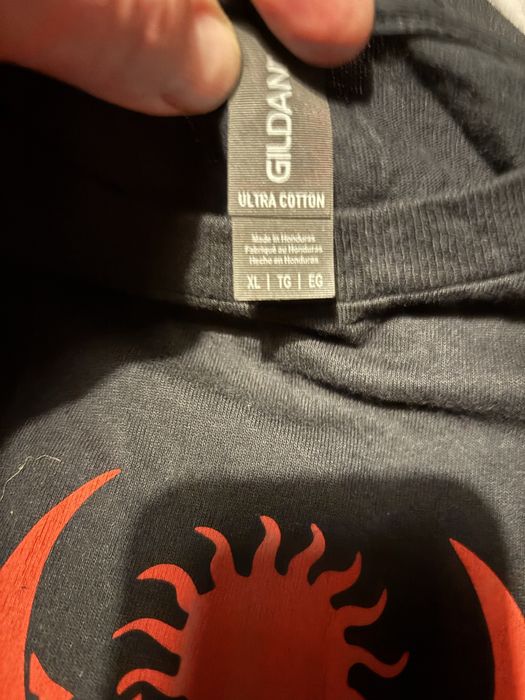 GILDAN
ULTRA COTTON
Made in Honduras
Fabriqué au Honduras
Hecho en Honduras
XL | TG | EG